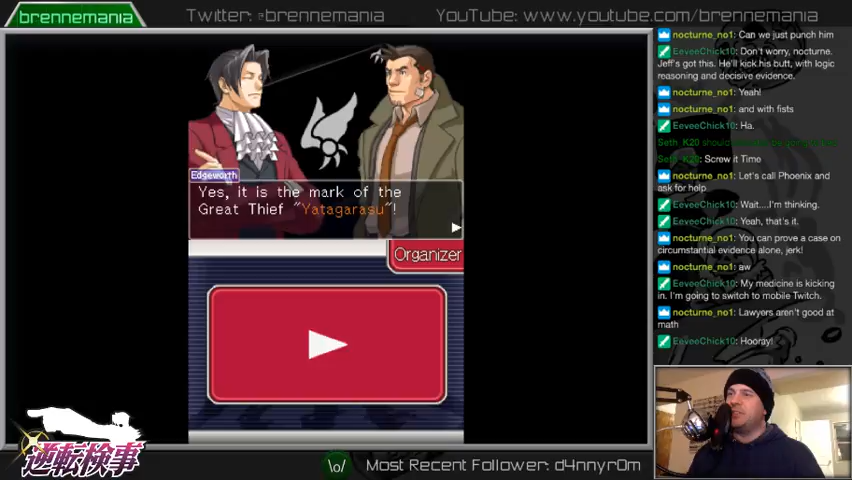 brennemania
Twitter: @brennemania
YouTube: www.youtube.com/brennemania
nocturne_no1: Can we just punch him
EeveeChick10: Don't worry, nocturne.
Jeff's got this. He'll kick his butt, with logic
reasoning and decisive evidence.
nocturne_no1: Yeah!
nocturne_no1: and with fists
EeveeChick10: Ha.
Seth_K20
Seth_K20: Screw it Time
nocturne_no1: Let's call Phoenix and
ask for help
EeveeChick10: Wait....I'm thinking.
EeveeChick10: Yeah, that's it.
nocturne_no1: You can prove a case on
circumstantial evidence alone, jerk!
nocturne_no1: aw
EeveeChick10: My medicine is kicking
in. I'm going to switch to mobile Twitch.
nocturne_no1: Lawyers aren't good at
math
EeveeChick10: Hooray!
Edgeworth
Yes, it is the mark of the
Great Thief "Yatagarasu"!
Organizer
逆転検事
\o/
Most Recent Follower: d4nnyr0m